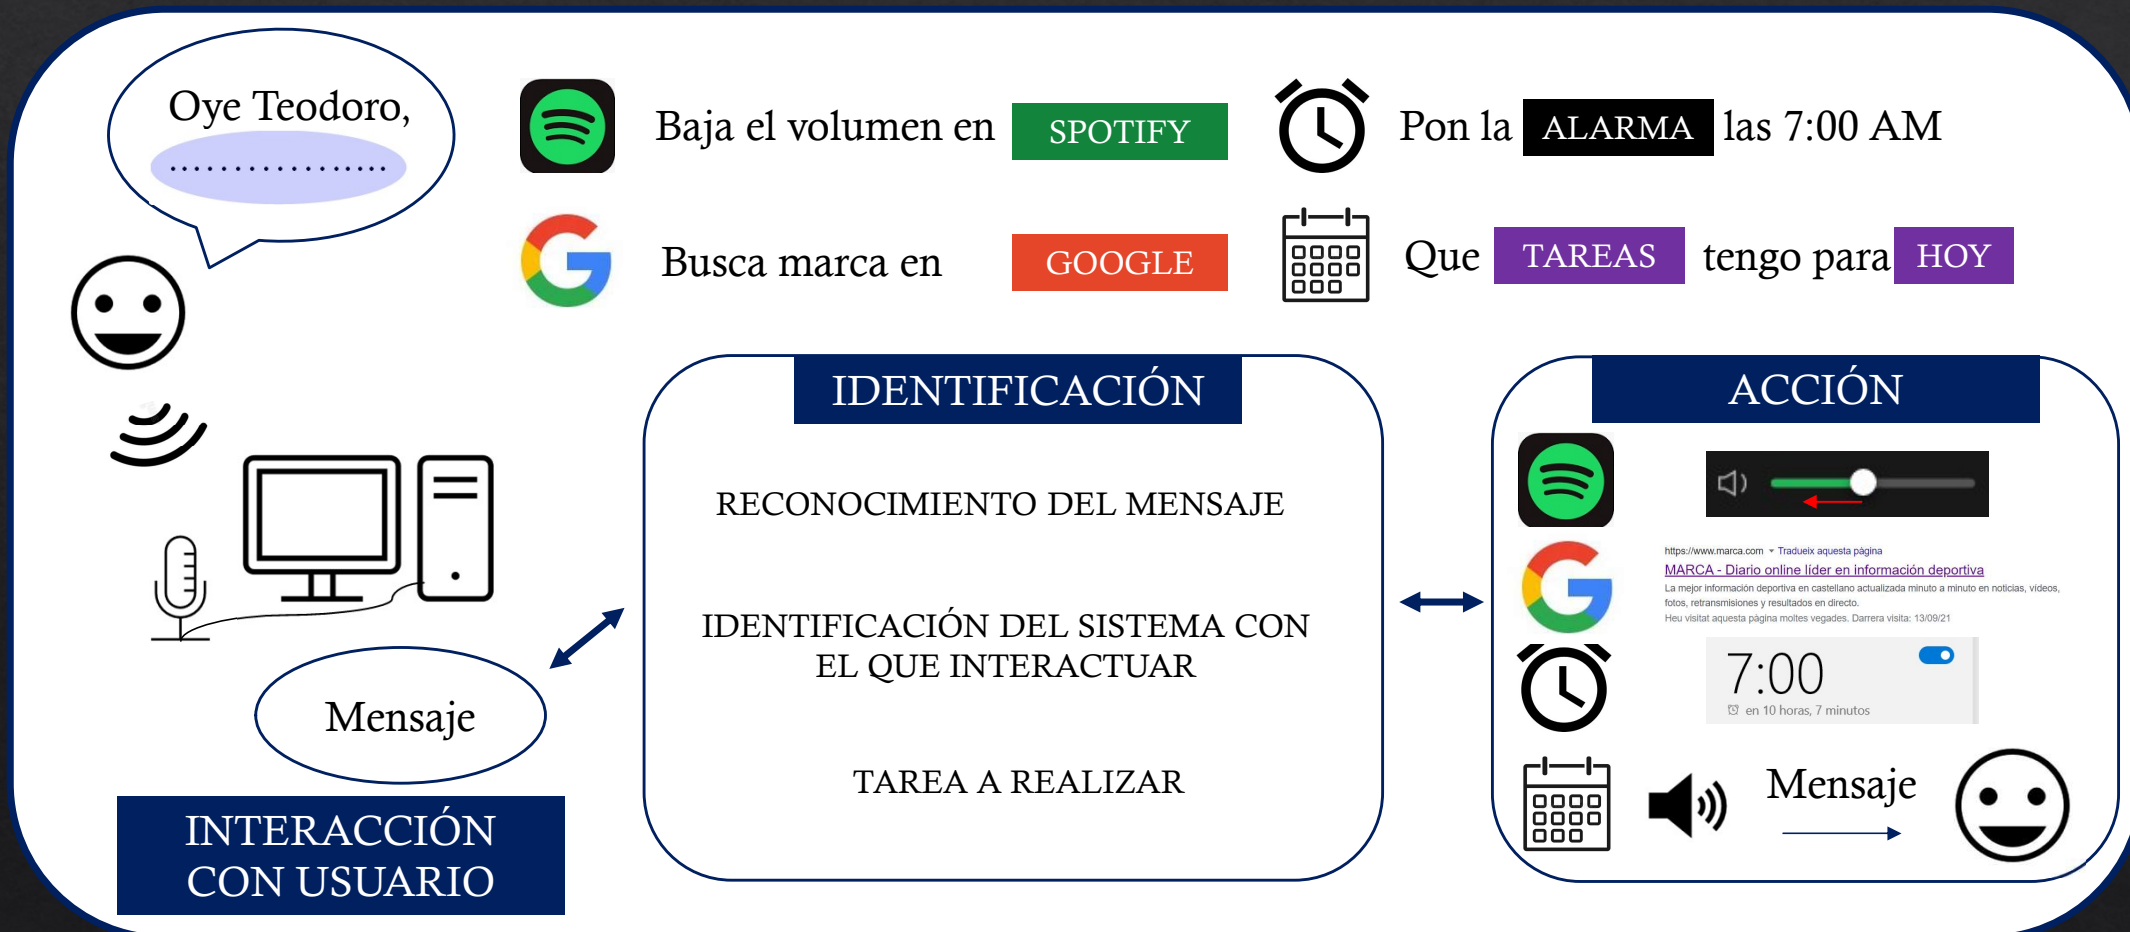 Oye Teodoro,
.................
Baja el volumen en SPOTIFY
Pon la ALARMA las 7:00 AM
Busca marca en GOOGLE
Que TAREAS tengo para HOY
Mensaje
INTERACCIÓN
CON USUARIO
IDENTIFICACIÓN
RECONOCIMIENTO DEL MENSAJE
IDENTIFICACIÓN DEL SISTEMA CON
EL QUE INTERACTUAR
TAREA A REALIZAR
ACCIÓN
https://www.marca.com Tradueix aquesta pàgina
MARCA - Diario online líder en información deportiva
La mejor información deportiva en castellano actualizada minuto a minuto en noticias, vídeos,
fotos, retransmisiones y resultados en directo.
Heu visitat aquesta pàgina moltes vegades. Darrera visita: 13/09/21
7:00
en 10 horas, 7 minutos
Mensaje